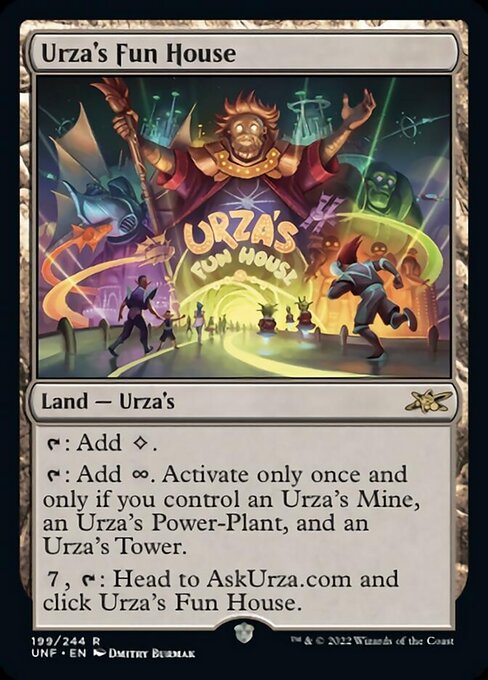 Urza's Fun House
URZA'S
FUN HOUSE
Land — Urza's
: Add .
: Add ∞. Activate only once and
only if you control an Urza's Mine,
an Urza's Power-Plant, and an
Urza's Tower.
7, : Head to AskUrza.com and
click Urza's Fun House.
199/244 R
UNF • EN Dmitry Burmak
™ & © 2022 Wizards of the Coast